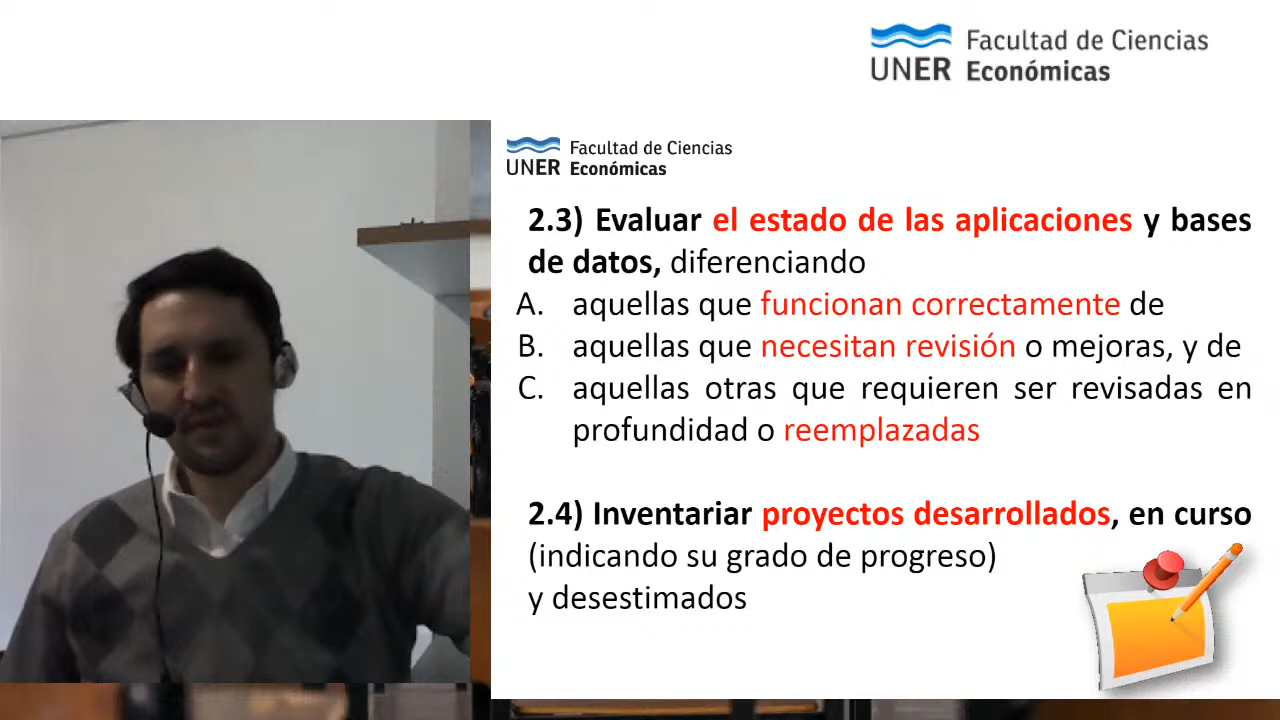 Facultad de Ciencias
UNER Económicas
Facultad de Ciencias
UNER Económicas
2.3) Evaluar el estado de las aplicaciones y bases
de datos, diferenciando
A. aquellas que funcionan correctamente de
B. aquellas que necesitan revisión o mejoras, y de
C. aquellas otras que requieren ser revisadas en
profundidad o reemplazadas
2.4) Inventariar proyectos desarrollados, en curso
(indicando su grado de progreso)
y desestimados